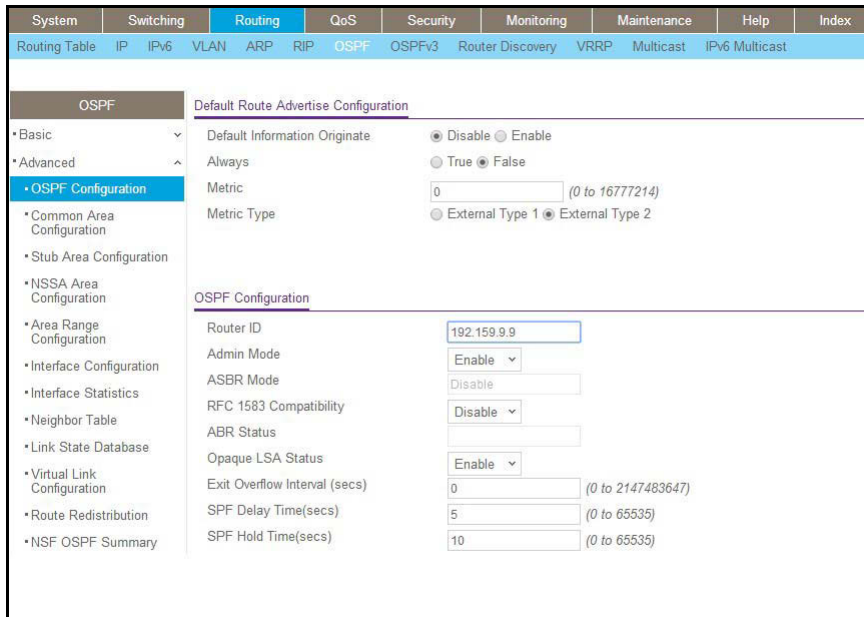 System Switching Routing QoS Security Monitoring Maintenance Help Index
Routing Table IP IPv6 VLAN ARP RIP OSPF OSPFv3 Router Discovery VRRP Multicast IPv6 Multicast
OSPF
Basic
Advanced
OSPF Configuration
Common Area
Configuration
Stub Area Configuration
NSSA Area
Configuration
Area Range
Configuration
Interface Configuration
Interface Statistics
Neighbor Table
Link State Database
Virtual Link
Configuration
Route Redistribution
NSF OSPF Summary
Default Route Advertise Configuration
Default Information Originate Disable Enable
Always True False
Metric 0 (0 to 16777214)
Metric Type External Type 1 External Type 2
OSPF Configuration
Router ID 192.159.9.9
Admin Mode Enable
ASBR Mode Disable
RFC 1583 Compatibility Disable
ABR Status
Opaque LSA Status Enable
Exit Overflow Interval (secs) 0 (0 to 2147483647)
SPF Delay Time(secs) 5 (0 to 65535)
SPF Hold Time(secs) 10 (0 to 65535)